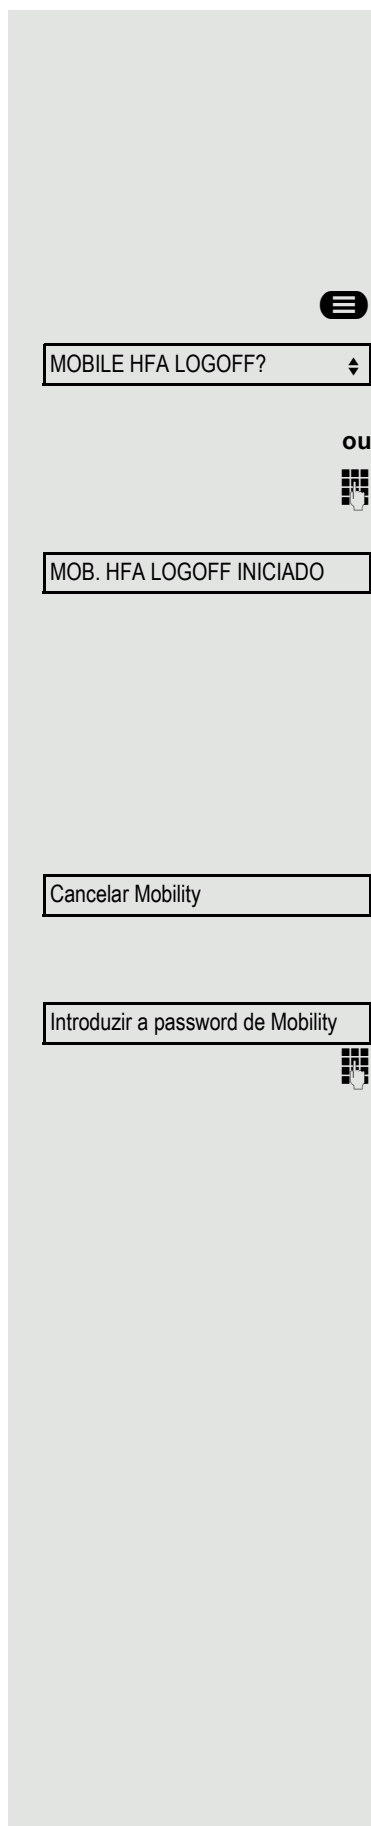 MOBILE HFA LOGOFF?
ou
MOB. HFA LOGOFF INICIADO
Cancelar Mobility
Introduzir a password de Mobility